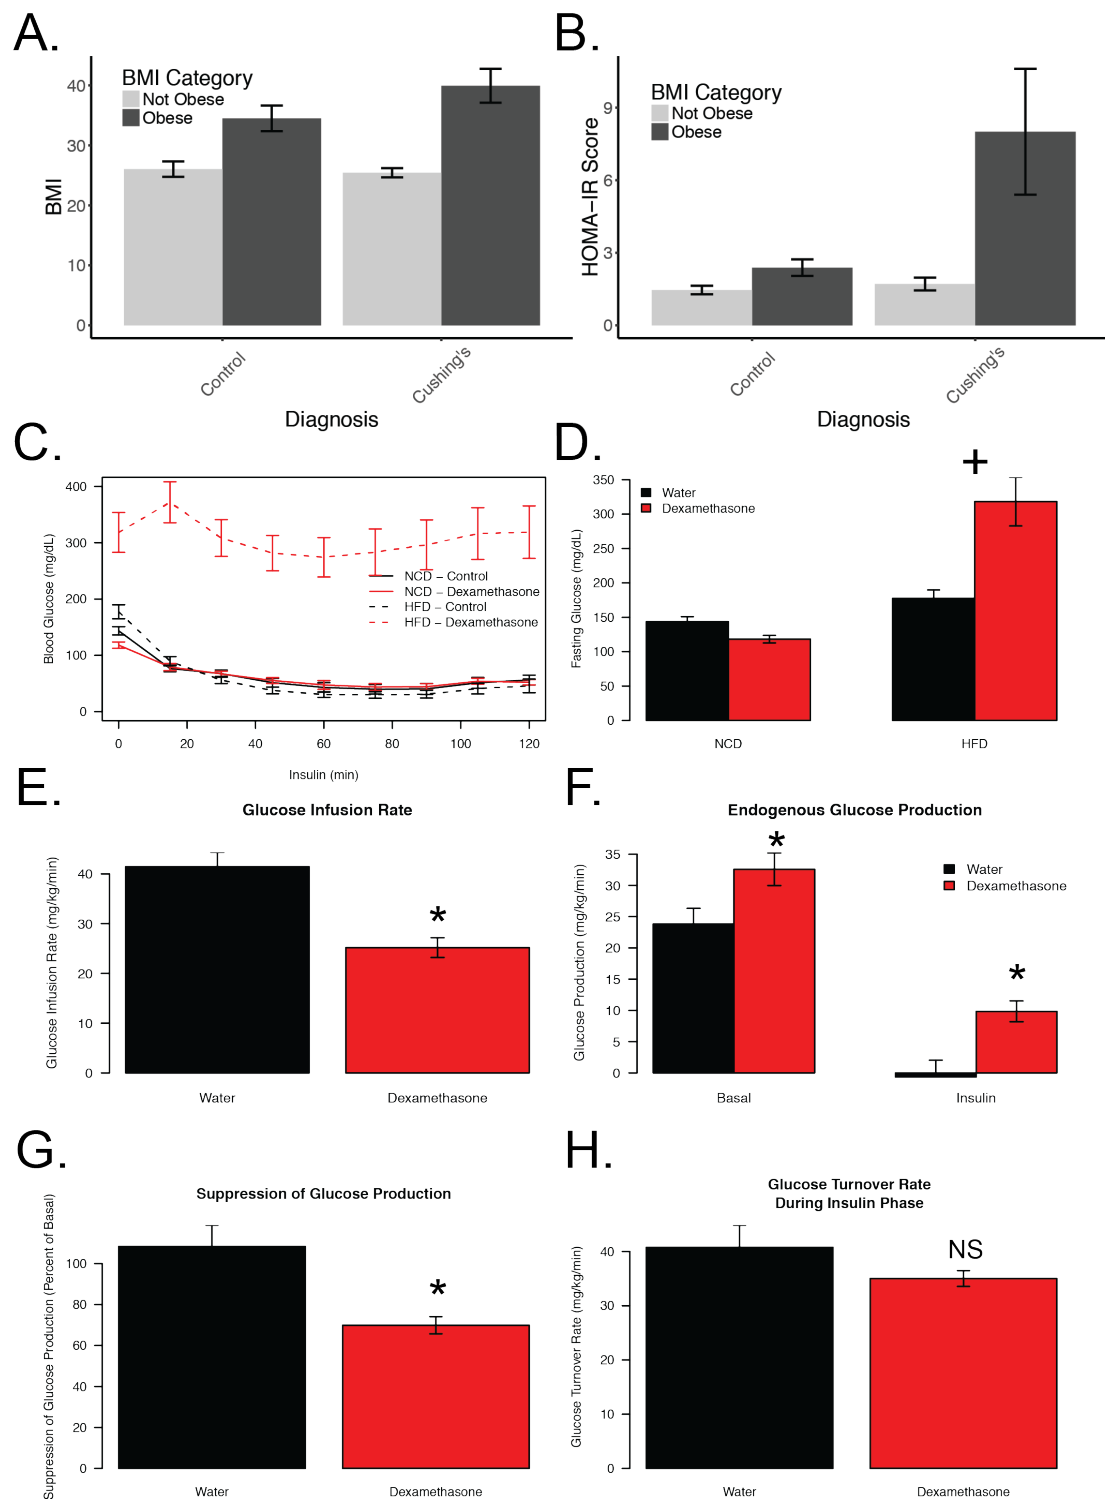 A.
BMI Category
Not Obese
Obese
40
30
20
10
0
BMI
Control
Cushing's
Diagnosis
B.
BMI Category
Not Obese
Obese
9
6
3
0
HOMA−IR Score
Control
Cushing's
Diagnosis
C.
400
300
200
100
0
Blood Glucose (mg/dL)
NCD − Control
NCD − Dexamethasone
HFD − Control
HFD − Dexamethasone
0 20 40 60 80 100 120
Insulin (min)
D.
+
Water
Dexamethasone
350
300
250
200
150
100
50
0
Fasting Glucose (mg/dL)
NCD HFD
E.
Glucose Infusion Rate
40
30
20
10
0
Glucose Infusion Rate (mg/kg/min)
*
Water Dexamethasone
F.
Endogenous Glucose Production
*
Water
Dexamethasone
35
30
25
20
15
10
5
0
Glucose Production (mg/kg/min)
*
Basal Insulin
G.
Suppression of Glucose Production
100
80
60
40
20
0
Suppression of Glucose Production (Percent of Basal)
*
Water Dexamethasone
H.
Glucose Turnover Rate
During Insulin Phase
40
30
20
10
0
Glucose Turnover Rate (mg/kg/min)
NS
Water Dexamethasone